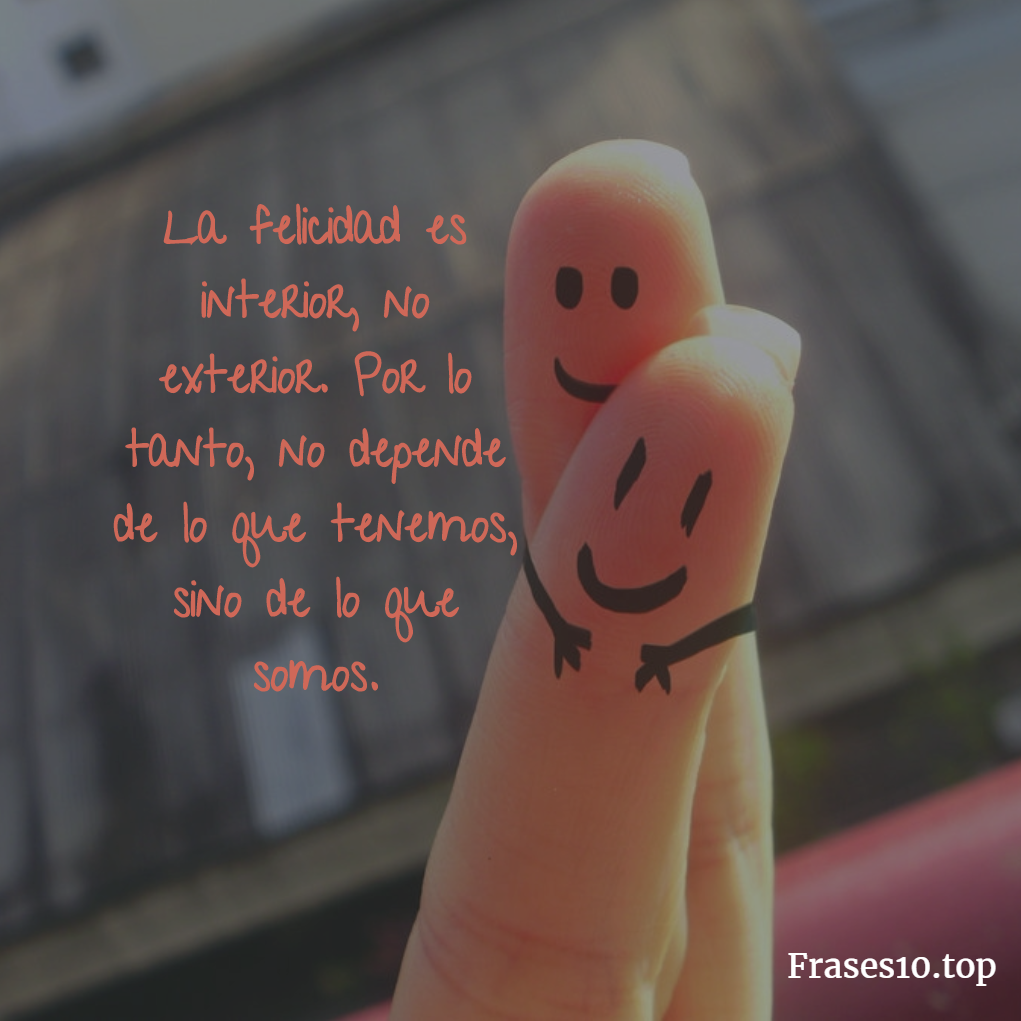 La felicidad es
interior, no
exterior. Por lo
tanto, no depende
de lo que tenemos,
sino de lo que
somos.
Frases10.top